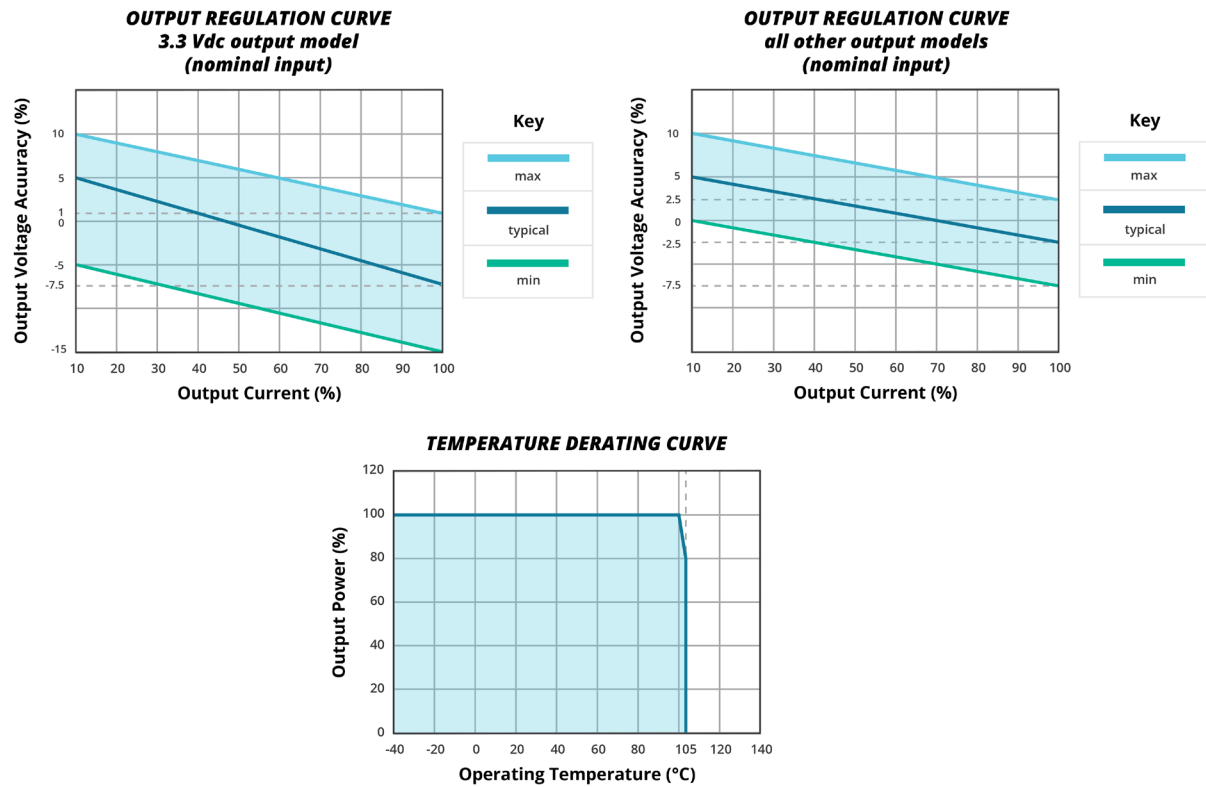 OUTPUT REGULATION CURVE
3.3 Vdc output model
(nominal input)
Output Voltage Acuuracy (%)
10
5
1
0
-5
-7.5
-15
10 20 30 40 50 60 70 80 90 100
Output Current (%)
Key
max
typical
min
OUTPUT REGULATION CURVE
all other output models
(nominal input)
Output Voltage Acuuracy (%)
10
5
2.5
0
-2.5
-7.5
10 20 30 40 50 60 70 80 90 100
Output Current (%)
Key
max
typical
min
TEMPERATURE DERATING CURVE
Output Power (%)
120
100
80
60
40
20
0
-40 -20 0 20 40 60 80 105 120 140
Operating Temperature (°C)